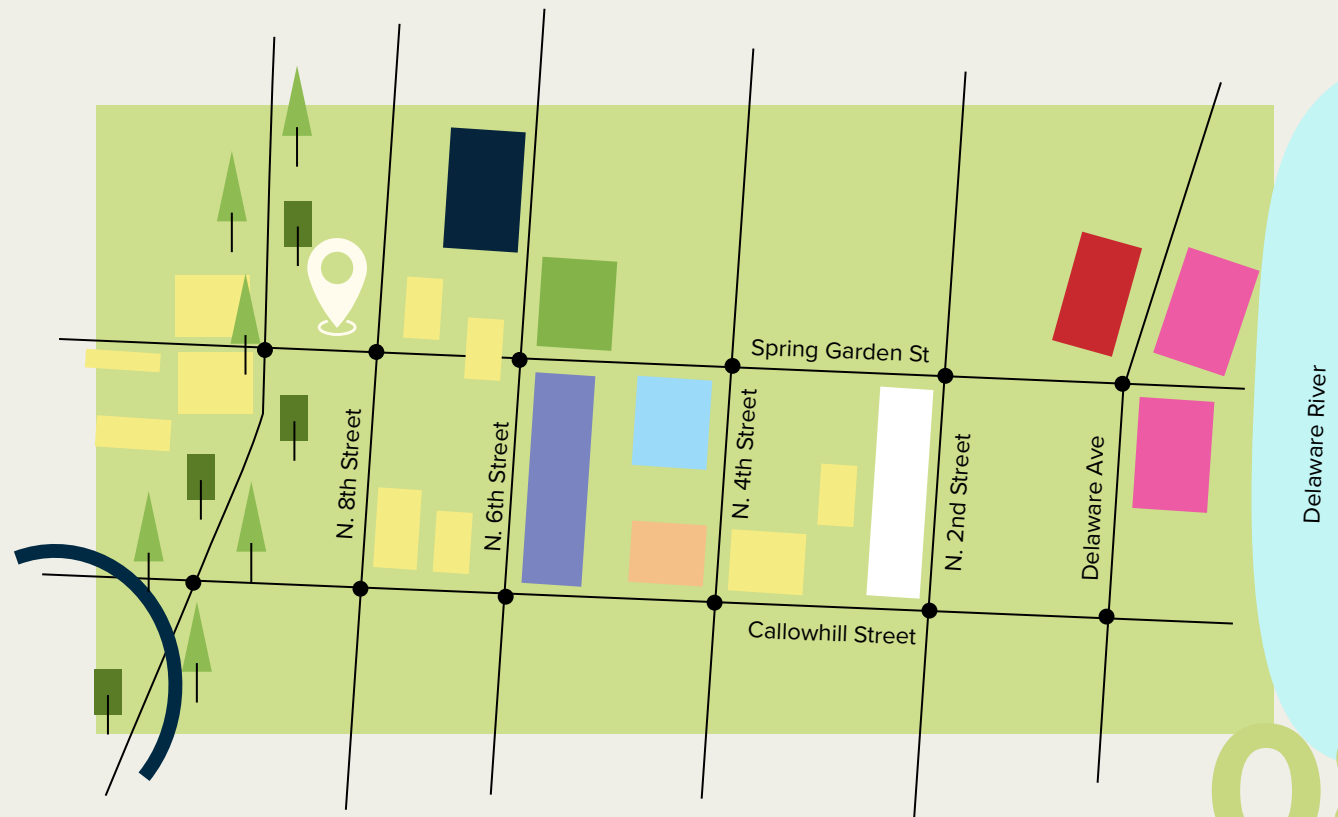 Spring Garden St
N. 8th Street
N. 6th Street
N. 4th Street
N. 2nd Street
Delaware Ave
Delaware River
Callowhill Street